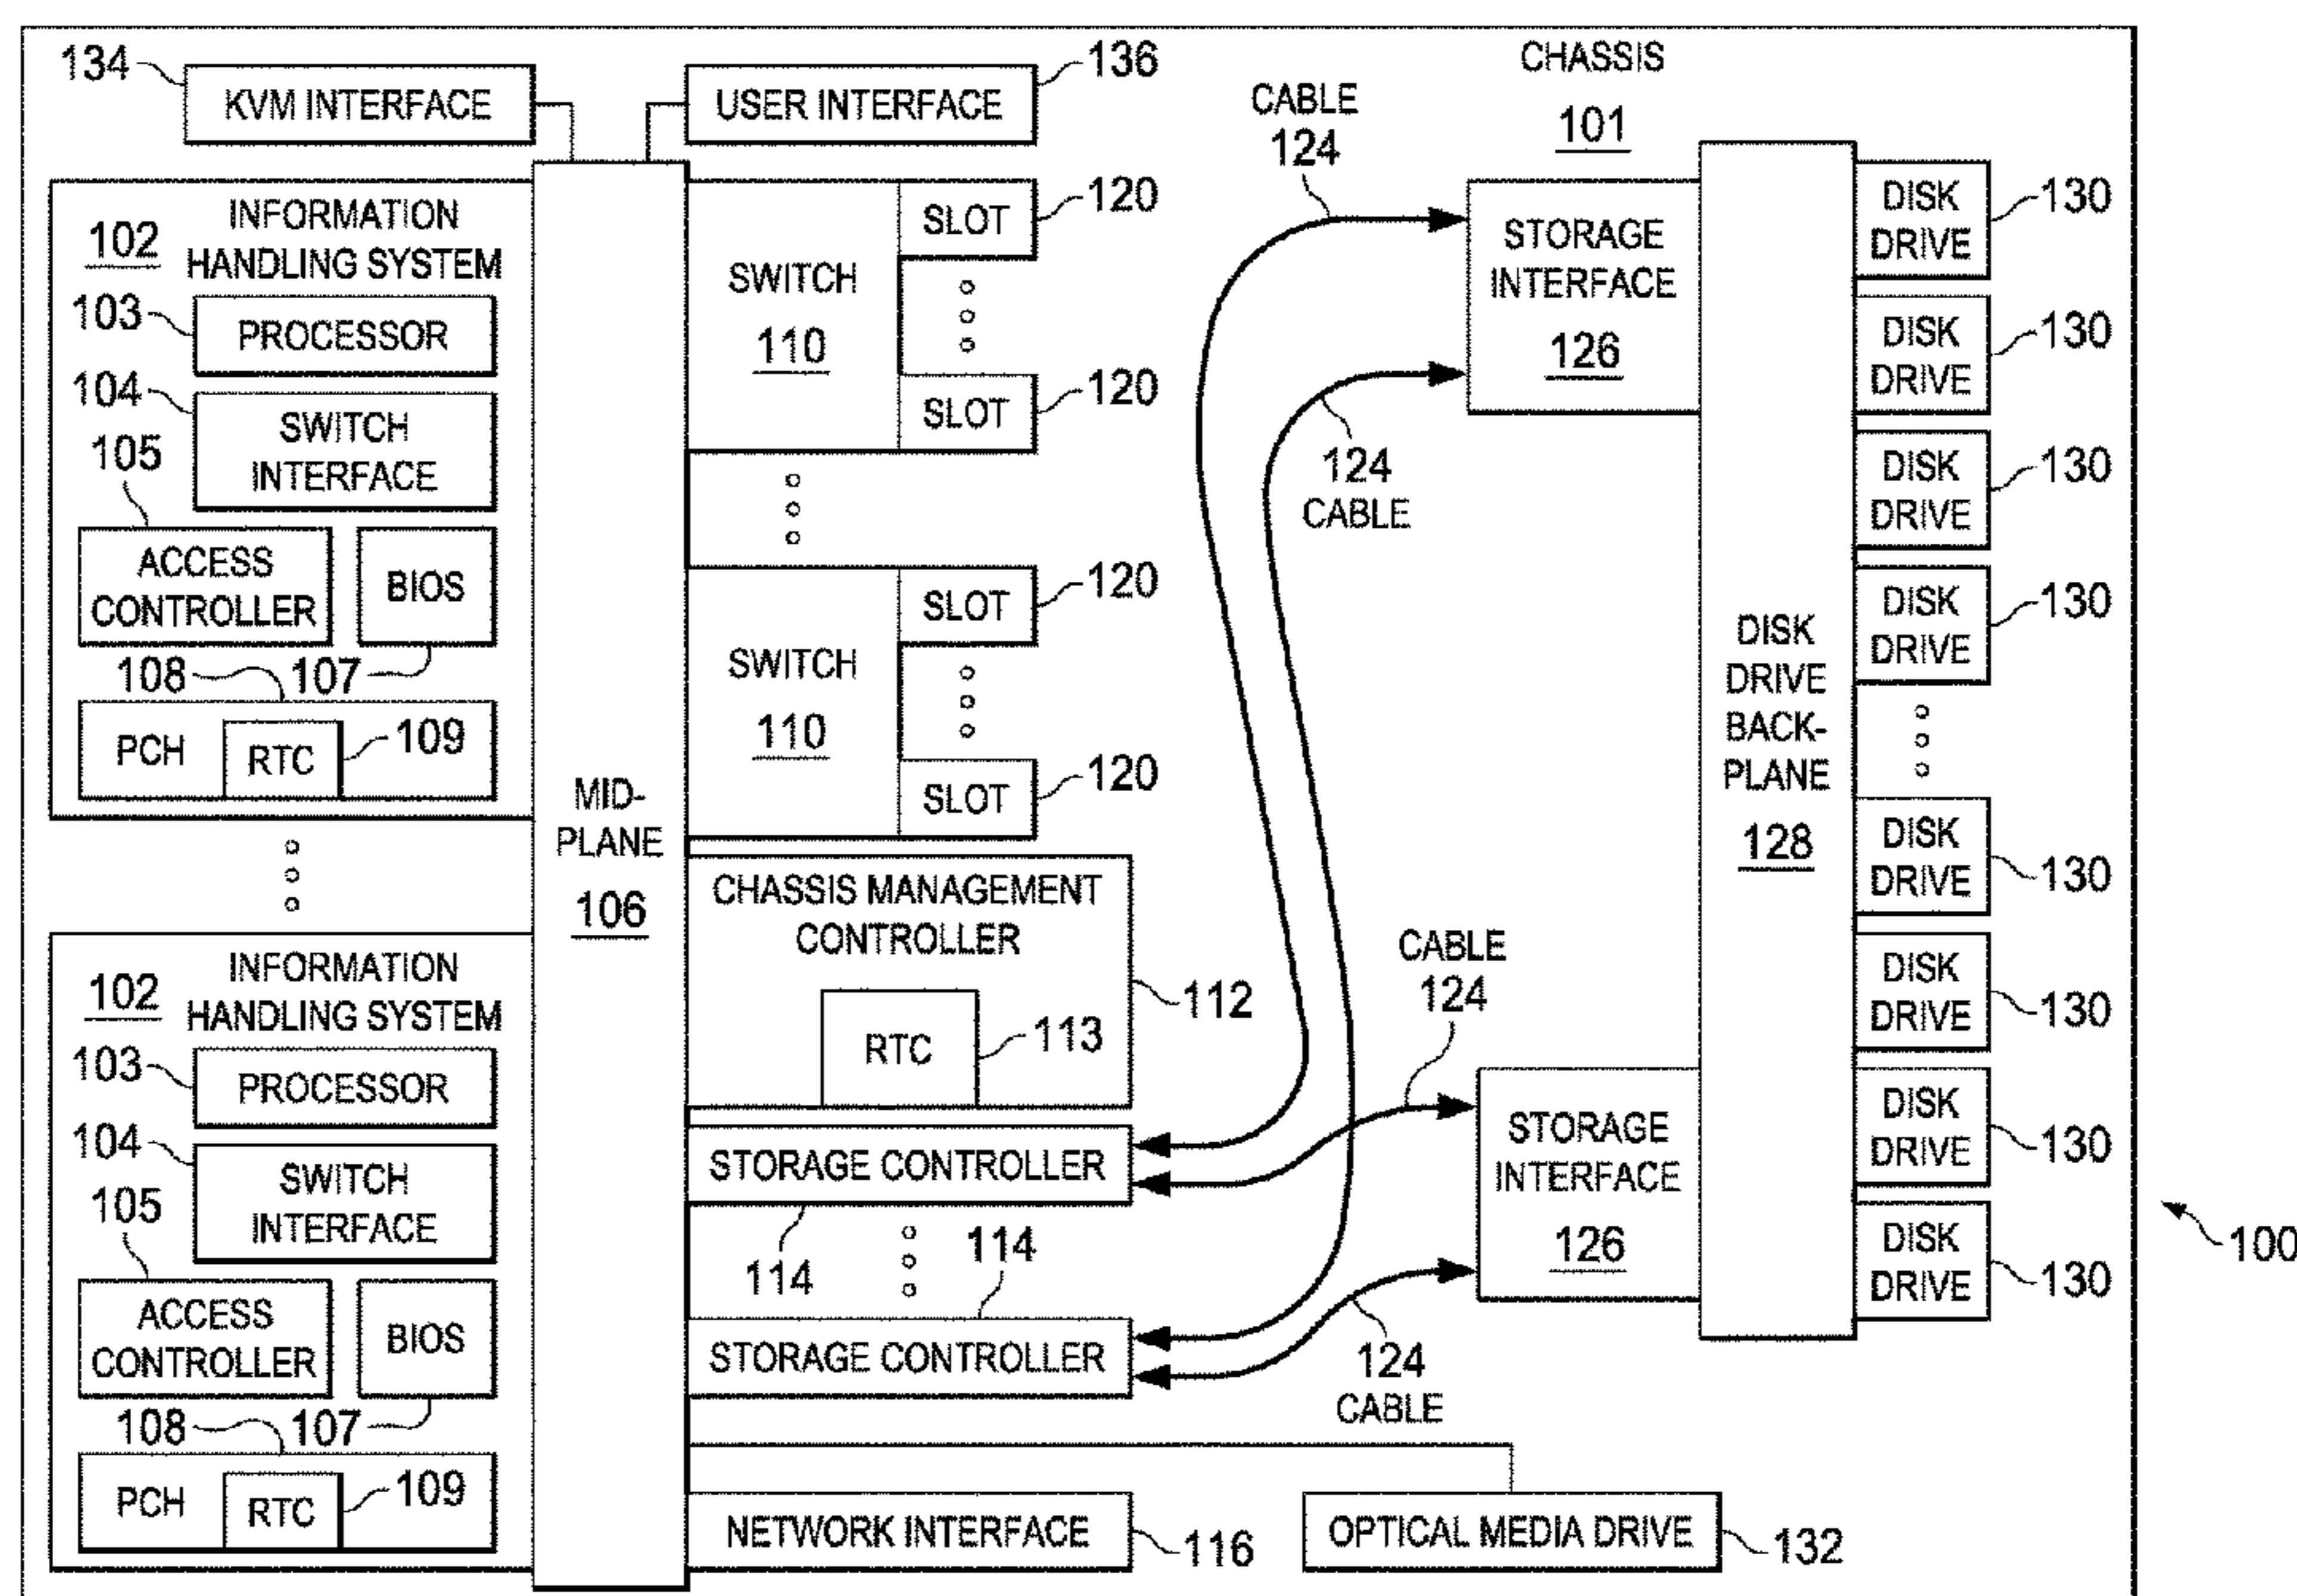 134
KVM INTERFACE
USER INTERFACE
136
CHASSIS
101
CABLE
124
102
INFORMATION
HANDLING SYSTEM
103
PROCESSOR
104
SWITCH
INTERFACE
105
ACCESS
CONTROLLER
BIOS
108
107
PCH
RTC
109
102
INFORMATION
HANDLING SYSTEM
103
PROCESSOR
104
SWITCH
INTERFACE
105
ACCESS
CONTROLLER
BIOS
108
107
PCH
RTC
109
MID-
PLANE
106
SWITCH
110
SLOT
120
SLOT
120
SWITCH
110
SLOT
120
SLOT
120
CHASSIS MANAGEMENT
CONTROLLER
112
RTC
113
STORAGE CONTROLLER
114
114
STORAGE CONTROLLER
NETWORK INTERFACE
116
OPTICAL MEDIA DRIVE
132
124
CABLE
CABLE
124
124
CABLE
STORAGE
INTERFACE
126
STORAGE
INTERFACE
126
DISK
DRIVE
BACK-
PLANE
128
DISK
DRIVE
130
DISK
DRIVE
130
DISK
DRIVE
130
DISK
DRIVE
130
DISK
DRIVE
130
DISK
DRIVE
130
DISK
DRIVE
130
DISK
DRIVE
130
100